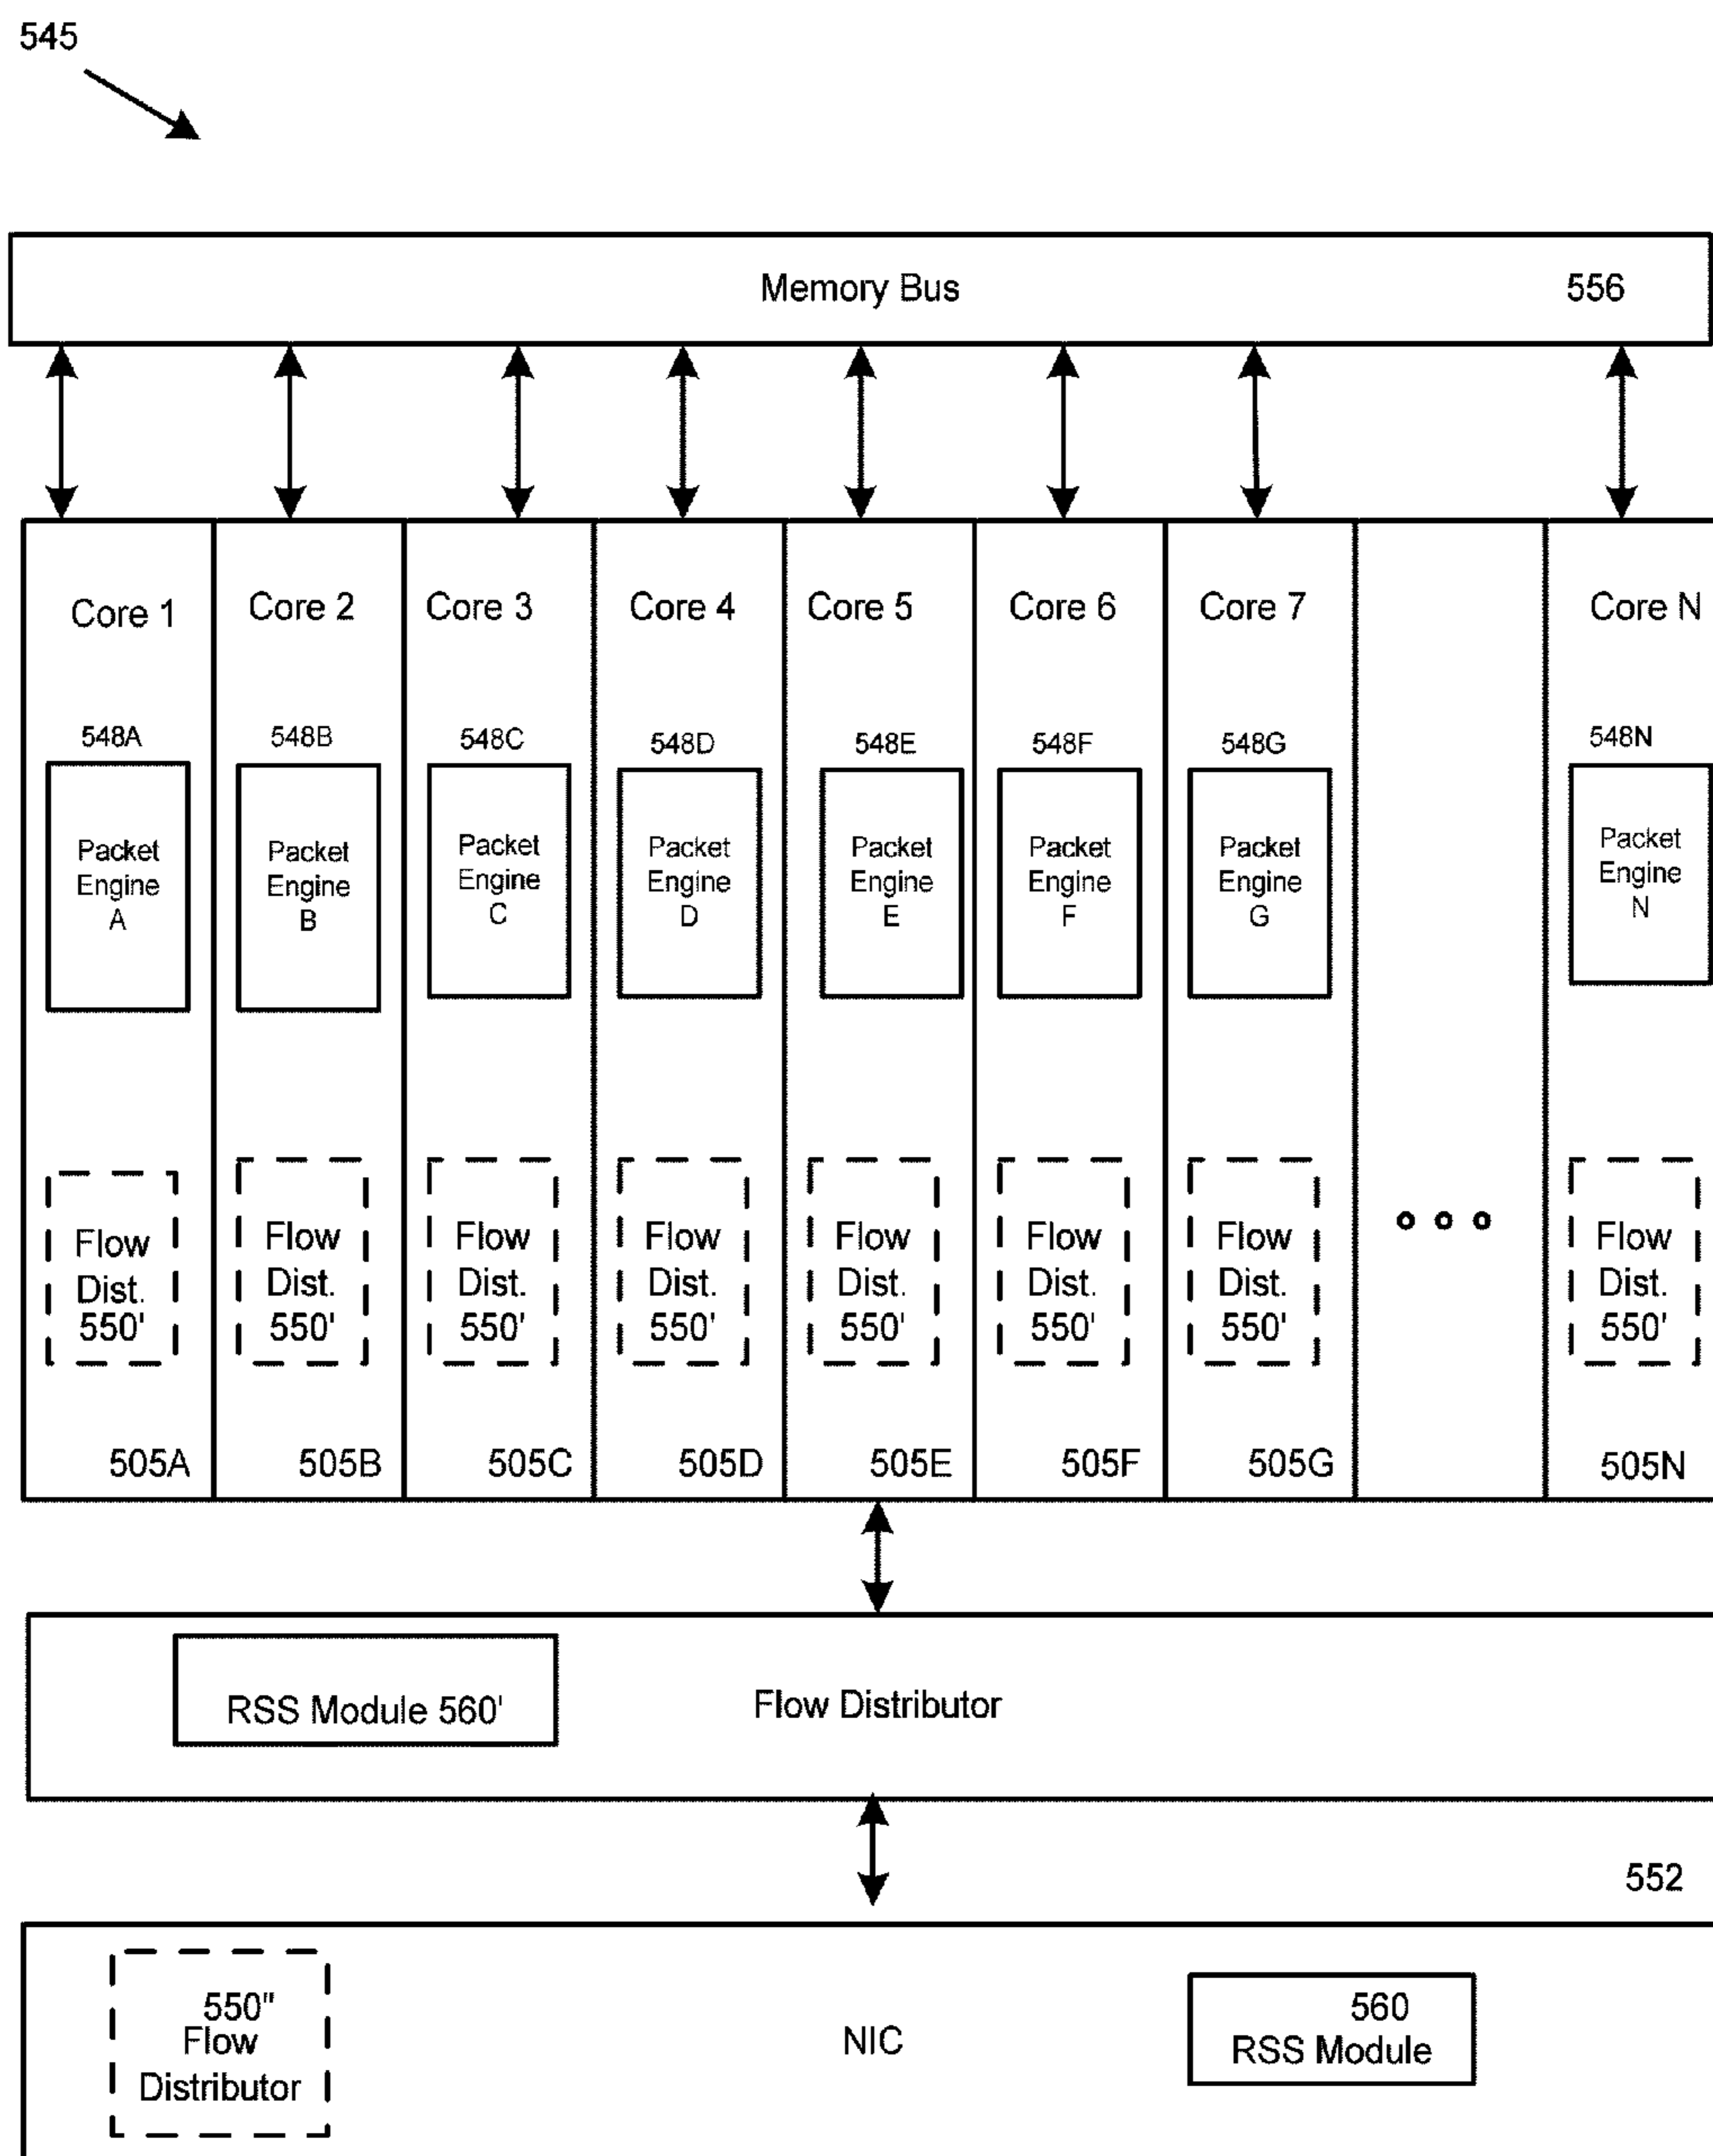 545
Memory Bus 556
Core 1 Core 2 Core 3 Core 4 Core 5 Core 6 Core 7 Core N
548A 548B 548C 548D 548E 548F 548G 548N
Packet Packet Packet Packet Packet Packet Packet Packet
Engine Engine Engine Engine Engine Engine Engine Engine
A B C D E F G N
Flow Flow Flow Flow Flow Flow Flow Flow
Dist. Dist. Dist. Dist. Dist. Dist. Dist. Dist.
550' 550' 550' 550' 550' 550' 550' 550'
505A 505B 505C 505D 505E 505F 505G 505N
RSS Module 560' Flow Distributor
552
550" 560
Flow NIC RSS Module
Distributor